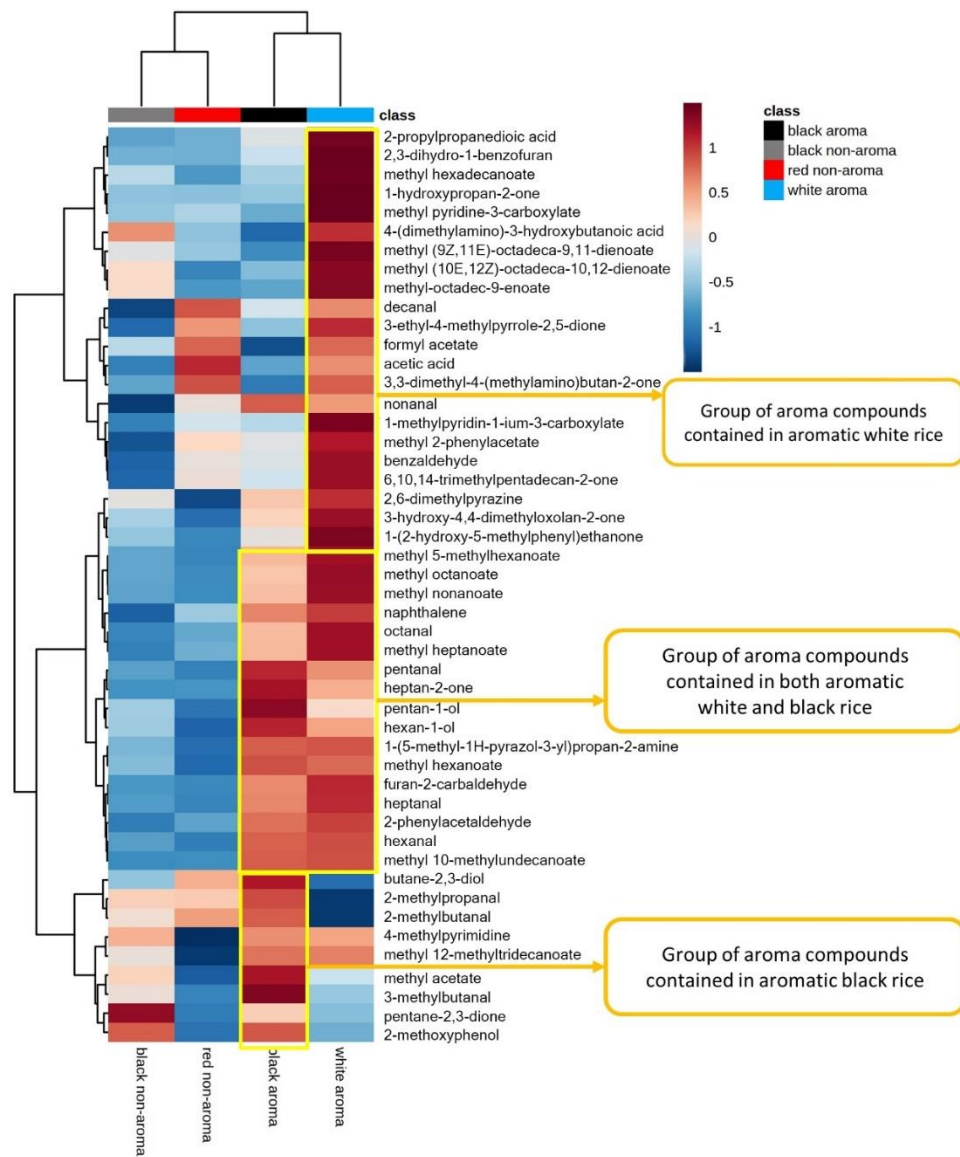 class
2-propylpropanedioic acid
2,3-dihydro-1-benzofuran
methyl hexadecanoate
1-hydroxypropan-2-one
methyl pyridine-3-carboxylate
4-(dimethylamino)-3-hydroxybutanoic acid
methyl (9Z,11E)-octadeca-9,11-dienoate
methyl (10E,12Z)-octadeca-10,12-dienoate
methyl-octadec-9-enoate
decanal
3-ethyl-4-methylpyrrole-2,5-dione
formyl acetate
acetic acid
3,3-dimethyl-4-(methylamino)butan-2-one
nonanal
1-methylpyridin-1-ium-3-carboxylate
methyl 2-phenylacetate
benzaldehyde
6,10,14-trimethylpentadecan-2-one
2,6-dimethylpyrazine
3-hydroxy-4,4-dimethyloxolan-2-one
1-(2-hydroxy-5-methylphenyl)ethanone
methyl 5-methylhexanoate
methyl octanoate
methyl nonanoate
naphthalene
octanal
methyl heptanoate
pentanal
heptan-2-one
pentan-1-ol
hexan-1-ol
1-(5-methyl-1H-pyrazol-3-yl)propan-2-amine
methyl hexanoate
furan-2-carbaldehyde
heptanal
2-phenylacetaldehyde
hexanal
methyl 10-methylundecanoate
butane-2,3-diol
2-methylpropanal
2-methylbutanal
4-methylpyrimidine
methyl 12-methyltridecanoate
methyl acetate
3-methylbutanal
pentane-2,3-dione
2-methoxyphenol
black non-aroma
red non-aroma
black aroma
white aroma
1
0.5
0
-0.5
-1
class
black aroma
black non-aroma
red non-aroma
white aroma
Group of aroma compounds
contained in aromatic white rice
Group of aroma compounds
contained in both aromatic
white and black rice
Group of aroma compounds
contained in aromatic black rice